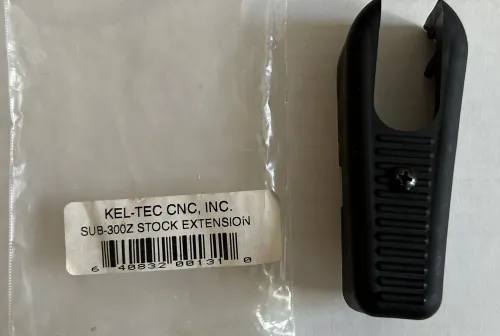 KEL-TEC CNC, INC.
SUB-300Z STOCK EXTENSION
6 40832 00131 0